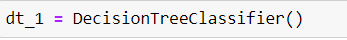 dt_1 = DecisionTreeClassifier()